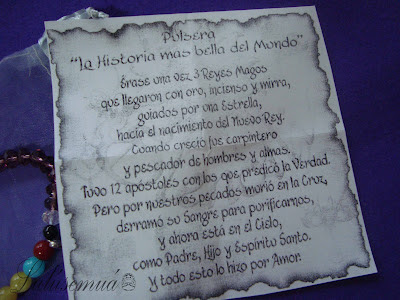 Pulsera
"La Historia mas bella del Mundo"
Érase una vez 3 Reyes Magos
que llegaron con oro, incienso y mirra,
guiados por una Estrella,
hacia el nacimiento del Nuevo Rey.
Cuando creció fue carpintero
y pescador de hombres y almas.
Tuvo 12 apóstoles con los que predicó la Verdad.
Pero por nuestros pecados murió en la Cruz,
derramó su Sangre para purificarnos,
y ahora está en el Cielo,
como Padre, Hijo y Espíritu Santo.
Y todo esto lo hizo por Amor.